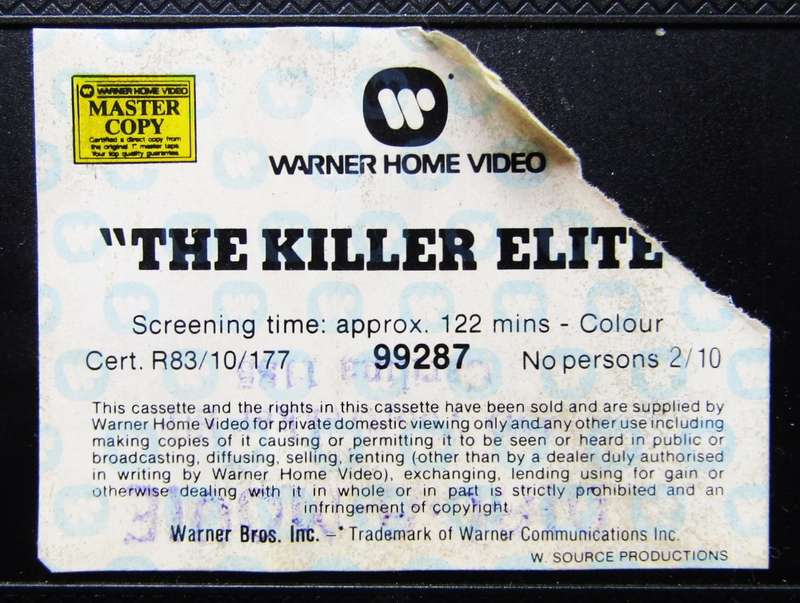 WARNER HOME VIDEO
MASTER
COPY
Certified a direct copy from
the original 1" master tape
Your top quality guarantee
WARNER HOME VIDEO
"THE KILLER ELITE
Screening time: approx. 122 mins - Colour
Cert. R83/10/177 99287 No persons 2/10
This cassette and the rights in this cassette have been sold and are supplied by
Warner Home Video for private domestic viewing only and any other use including
making copies of it causing or permitting it to be seen or heard in public or
broadcasting, diffusing, selling, renting (other than by a dealer duly authorised
in writing by Warner Home Video), exchanging, lending using for gain or
otherwise dealing with it in whole or in part is strictly prohibited and an
infringement of copyright
Warner Bros. Inc. - * Trademark of Warner Communications Inc.
W. SOURCE PRODUCTIONS